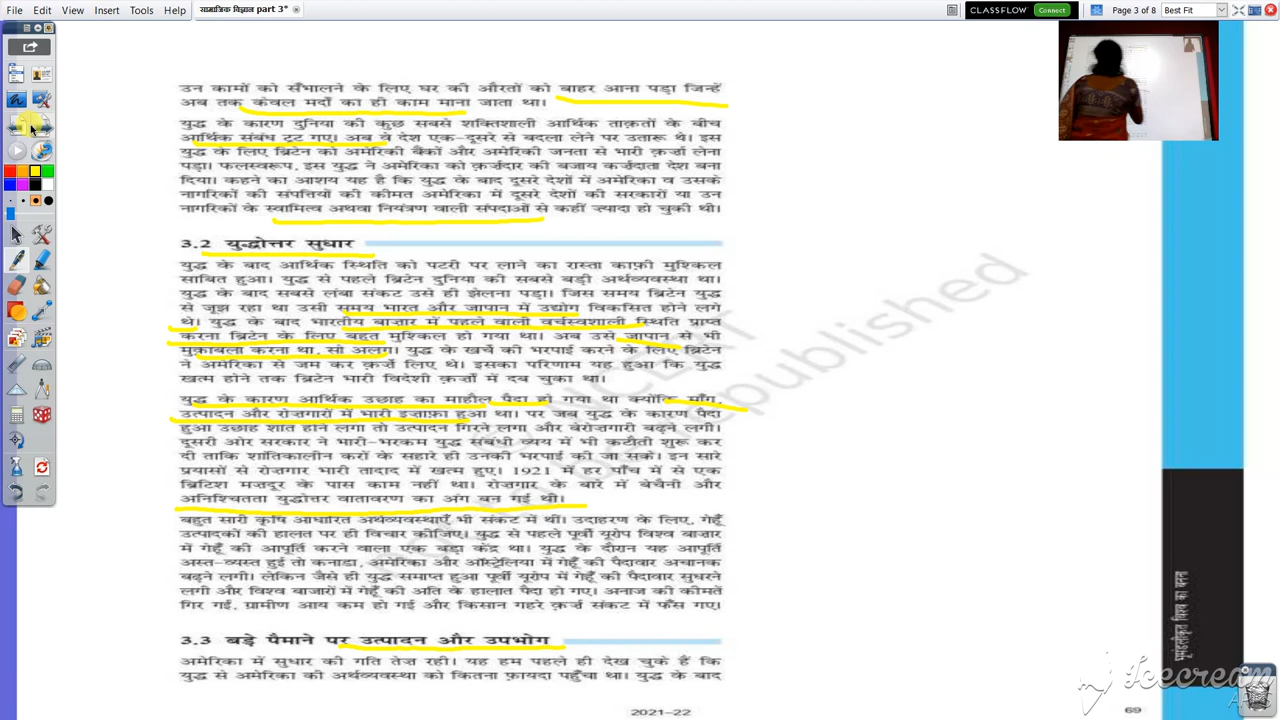 File Edit View Insert Tools Help
सामाजिक विज्ञान part 3*
CLASSFLOW Connect
Page 3 of 8
Best Fit
उन कामों को सँभालने के लिए घर की औरतों को बाहर आना पड़ा जिन्हें
अब तक केवल मर्दों का ही काम माना जाता था।
युद्ध के कारण दुनिया की कुछ सबसे शक्तिशाली आर्थिक ताक़तों के बीच
आर्थिक संबंध टूट गए। अब वे देश एक-दूसरे से बदला लेने पर उतारू थे। इस
युद्ध के लिए ब्रिटेन को अमेरिकी बैंकों और अमेरिकी जनता से भारी क़र्ज़ा लेना
पड़ा। फलस्वरूप, इस युद्ध ने अमेरिका को क़र्ज़दार की बजाय कर्ज़दाता देश बना
दिया। कहने का आशय यह है कि युद्ध के बाद दूसरे देशों में अमेरिका व उसके
नागरिकों की संपत्तियों की कीमत अमेरिका में दूसरे देशों की सरकारों या उन
नागरिकों के स्वामित्व अथवा नियंत्रण वाली संपदाओं से कहीं ज़्यादा हो चुकी थी।
3.2 युद्धोत्तर सुधार
युद्ध के बाद आर्थिक स्थिति को पटरी पर लाने का रास्ता काफ़ी मुश्किल
साबित हुआ। युद्ध से पहले ब्रिटेन दुनिया की सबसे बड़ी अर्थव्यवस्था था।
युद्ध के बाद सबसे लंबा संकट उसे ही झेलना पड़ा। जिस समय ब्रिटेन युद्ध
से जूझ रहा था उसी समय भारत और जापान में उद्योग विकसित होने लगे
थे। युद्ध के बाद भारतीय बाज़ार में पहले वाली वर्चस्वशाली स्थिति प्राप्त
करना ब्रिटेन के लिए बहुत मुश्किल हो गया था। अब उसे जापान से भी
मुक़ाबला करना था, सो अलग। युद्ध के खर्चे की भरपाई करने के लिए ब्रिटेन
ने अमेरिका से जम कर क़र्ज़े लिए थे। इसका परिणाम यह हुआ कि युद्ध
खत्म होने तक ब्रिटेन भारी विदेशी क़र्ज़ों में दब चुका था।
युद्ध के कारण आर्थिक उछाह का माहौल पैदा हो गया था क्योंकि माँग,
उत्पादन और रोज़गारों में भारी इज़ाफ़ा हुआ था। पर जब युद्ध के कारण पैदा
हुआ उछाह शांत होने लगा तो उत्पादन गिरने लगा और बेरोज़गारी बढ़ने लगी।
दूसरी ओर सरकार ने भारी-भरकम युद्ध संबंधी व्यय में भी कटौती शुरू कर
दी ताकि शांतिकालीन करों के सहारे ही उनकी भरपाई की जा सके। इन सारे
प्रयासों से रोज़गार भारी तादाद में खत्म हुए। 1921 में हर पाँच में से एक
ब्रिटिश मज़दूर के पास काम नहीं था। रोज़गार के बारे में बेचैनी और
अनिश्चितता युद्धोत्तर वातावरण का अंग बन गई थी।
बहुत सारी कृषि आधारित अर्थव्यवस्थाएँ भी संकट में थीं। उदाहरण के लिए, गेहूँ
उत्पादकों की हालत पर ही विचार कीजिए। युद्ध से पहले पूर्वी यूरोप विश्व बाज़ार
में गेहूँ की आपूर्ति करने वाला एक बड़ा केंद्र था। युद्ध के दौरान यह आपूर्ति
अस्त-व्यस्त हुई तो कनाडा, अमेरिका और ऑस्ट्रेलिया में गेहूँ की पैदावार अचानक
बढ़ने लगी। लेकिन जैसे ही युद्ध समाप्त हुआ पूर्वी यूरोप में गेहूँ की पैदावार सुधरने
लगी और विश्व बाज़ारों में गेहूँ की अति के हालात पैदा हो गए। अनाज की कीमतें
गिर गईं, ग्रामीण आय कम हो गई और किसान गहरे क़र्ज़ संकट में फँस गए।
3.3 बड़े पैमाने पर उत्पादन और उपभोग
अमेरिका में सुधार की गति तेज़ रही। यह हम पहले ही देख चुके हैं कि
युद्ध से अमेरिका की अर्थव्यवस्था को कितना फ़ायदा पहुँचा था। युद्ध के बाद
2021-22
69
Icecream
APPS